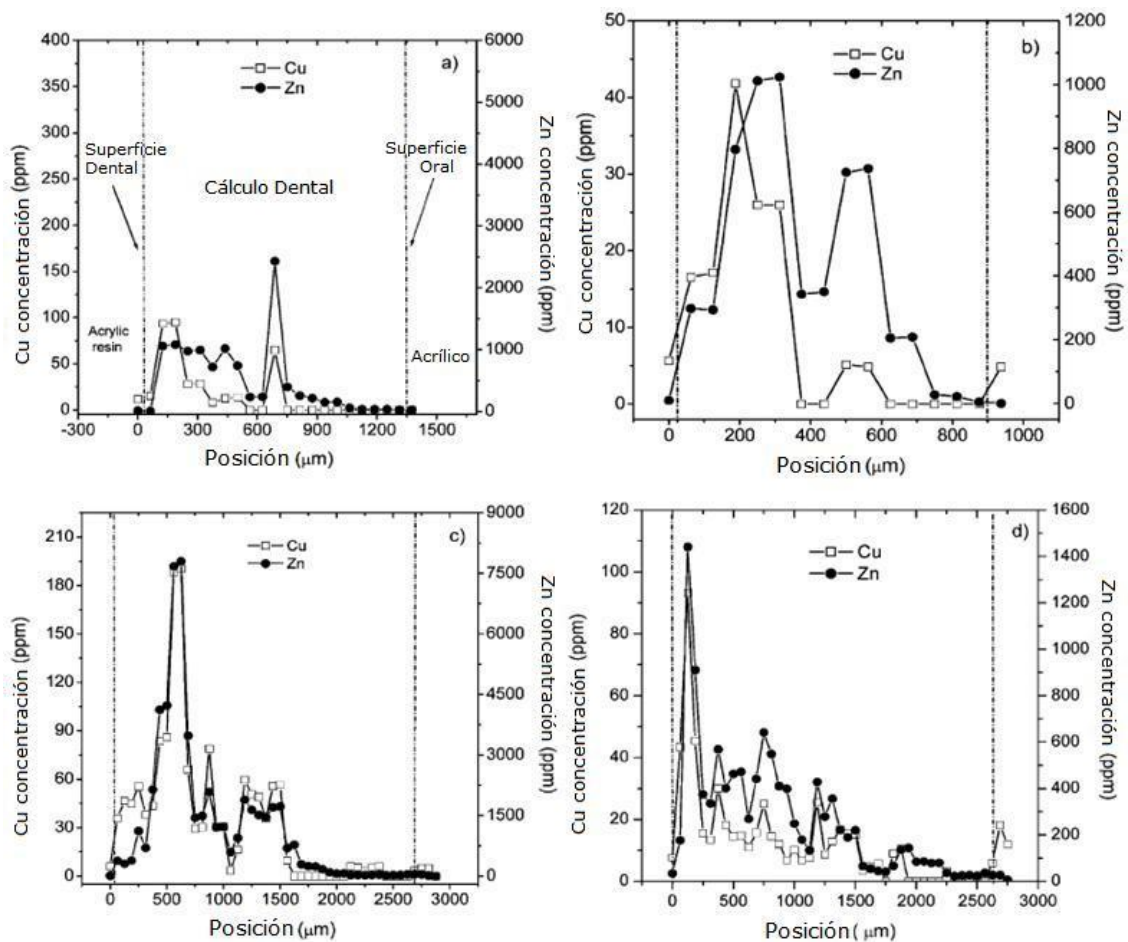 a)
Cu
Zn
Superficie
Dental
Superficie
Oral
Cálculo Dental
Acrylic
resin
Acrílico
Cu concentración (ppm)
400
350
300
250
200
150
100
50
0
Zn concentración (ppm)
6000
5000
4000
3000
2000
1000
0
-300 0 300 600 900 1200 1500
Posición (μm)
b)
Cu
Zn
Cu concentración (ppm)
50
40
30
20
10
0
Zn concentración (ppm)
1200
1000
800
600
400
200
0
0 200 400 600 800 1000
Posición (μm)
c)
Cu
Zn
Cu concentración (ppm)
210
180
150
120
90
60
30
0
Zn concentración (ppm)
9000
7500
6000
4500
3000
1500
0
0 500 1000 1500 2000 2500 3000
Posición (μm)
d)
Cu
Zn
Cu concentración (ppm)
120
100
80
60
40
20
0
Zn concentración (ppm)
1600
1400
1200
1000
800
600
400
200
0
0 500 1000 1500 2000 2500 3000
Posición ( μm)